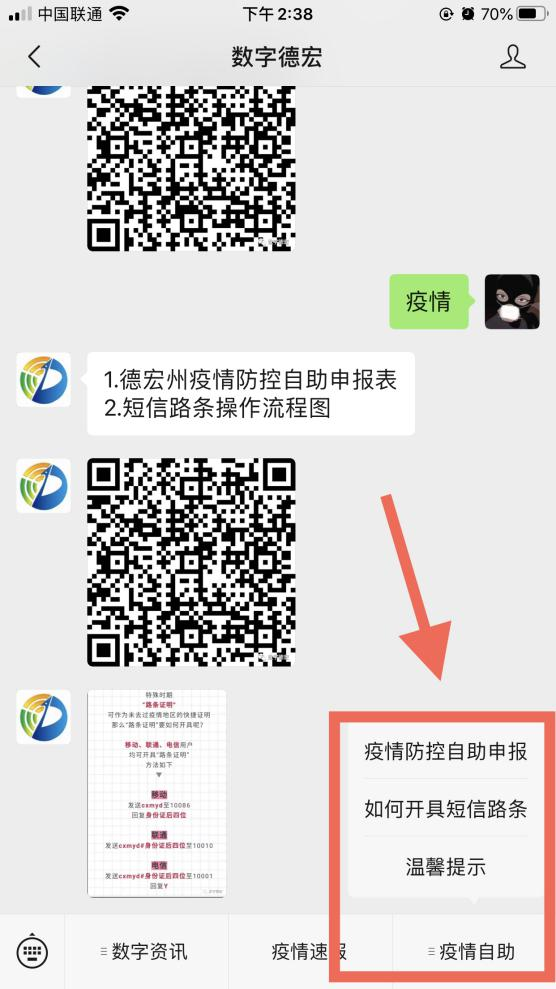 中国联通
下午 2:38
70%
数字德宏
疫情
1.德宏州疫情防控自助申报表
2.短信路条操作流程图
特殊时期
“路条证明”
可作为未去过疫情地区的快捷证明
那么“路条证明”要如何开具呢?
移动、联通、电信用户
均可开具“路条证明”
方法如下
移动
发送cxmyd至10086
回复身份证后四位
联通
发送cxmyd#身份证后四位至10010
电信
发送cxmyd#身份证后四位至10001
回复Y
疫情防控自助申报
如何开具短信路条
温馨提示
数字资讯
疫情速报
疫情自助